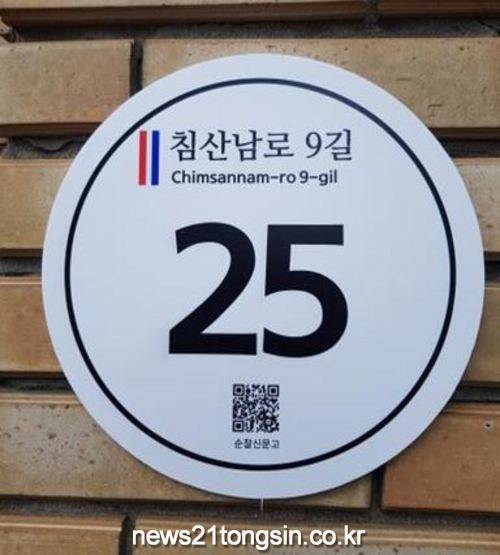 침산남로 9길
Chimsannam-ro 9-gil
25
순찰신문고
news21tongsin.co.kr